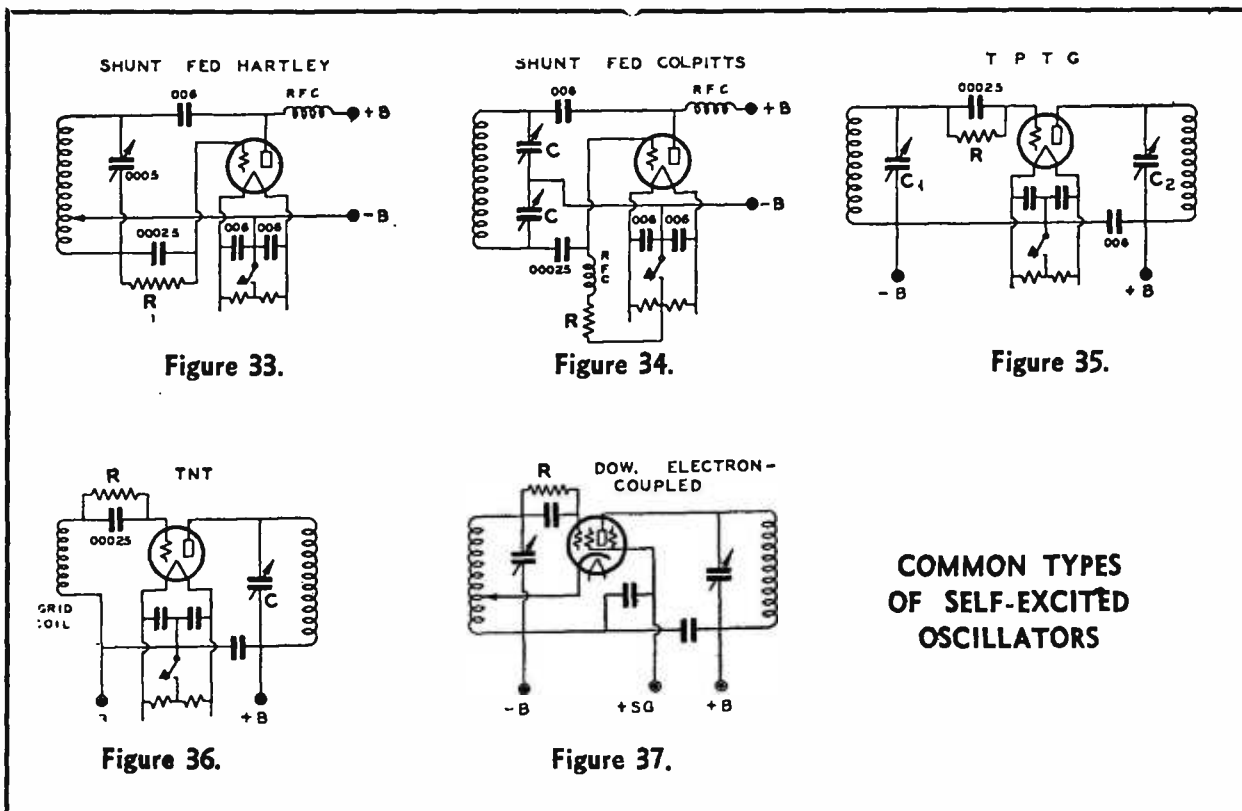 SHUNT FED HARTLEY
006
RFC
+B
0005
-B
00025
006 006
R
Figure 33.
SHUNT FED COLPITTS
006
RFC
+B
C
C
-B
006 006
00025
RFC
R
Figure 34.
T P T G
00025
R
C1
C2
006
-B
+B
Figure 35.
TNT
R
00025
C
GRID
+B
Figure 36.
DOW. ELECTRON-
COUPLED
R
-B
+SG
+B
Figure 37.
COMMON TYPES
OF SELF-EXCITED
OSCILLATORS